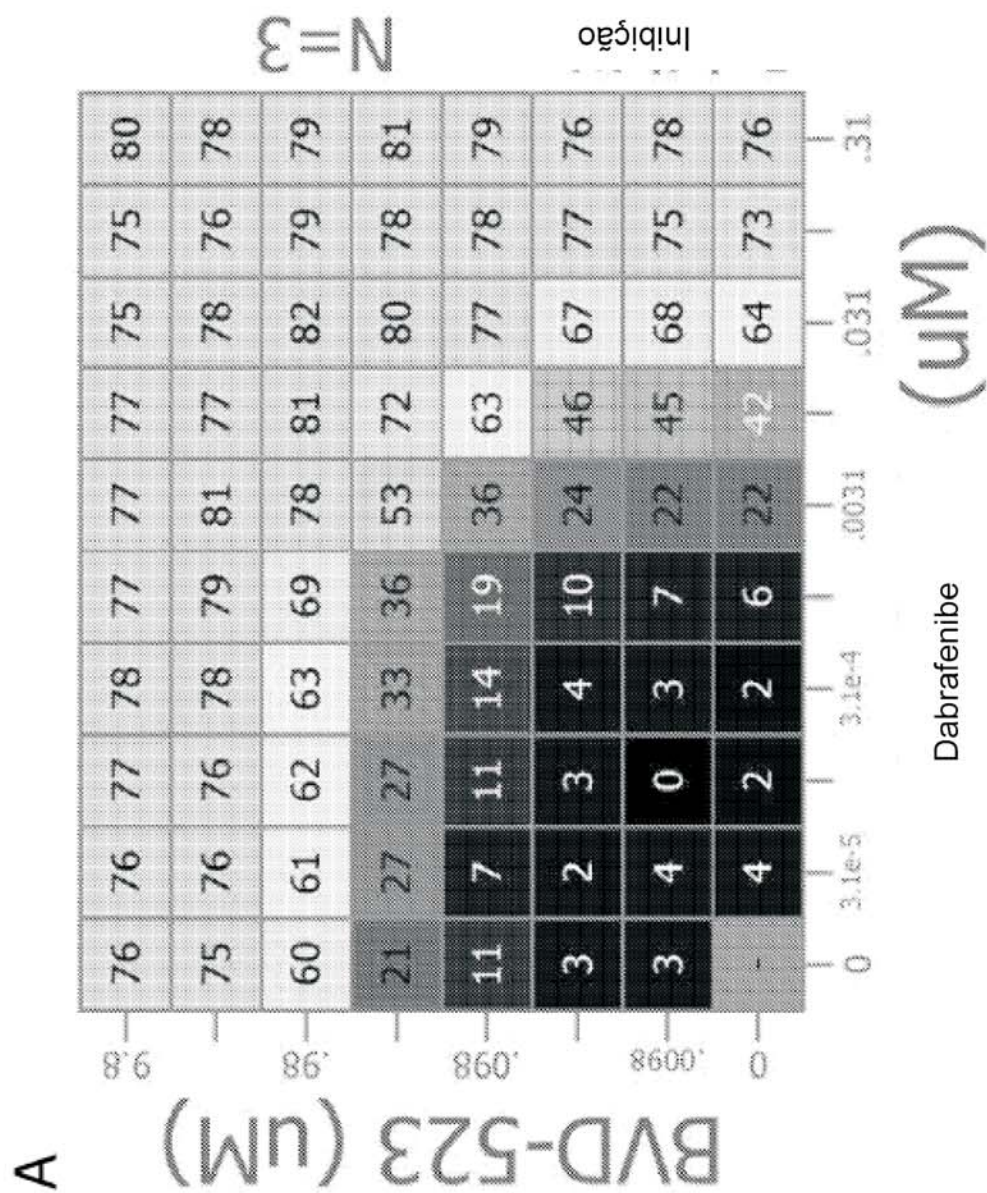 A
N=3
Inibição
BVD-523 (uM)
9.8 76 76 77 78 77 77 77 75 75 80
75 76 76 78 79 81 77 78 76 78
.98 60 61 62 63 69 78 81 82 79 79
21 27 27 33 36 53 72 80 78 81
.098 11 7 11 14 19 36 63 77 78 79
3 2 3 4 10 24 46 67 77 76
.0098 3 4 0 3 7 22 45 68 75 78
0 - 4 2 2 6 22 42 64 73 76
0 3.1e-5 3.1e-4 .0031 .031 .31
Dabrafenibe (uM)